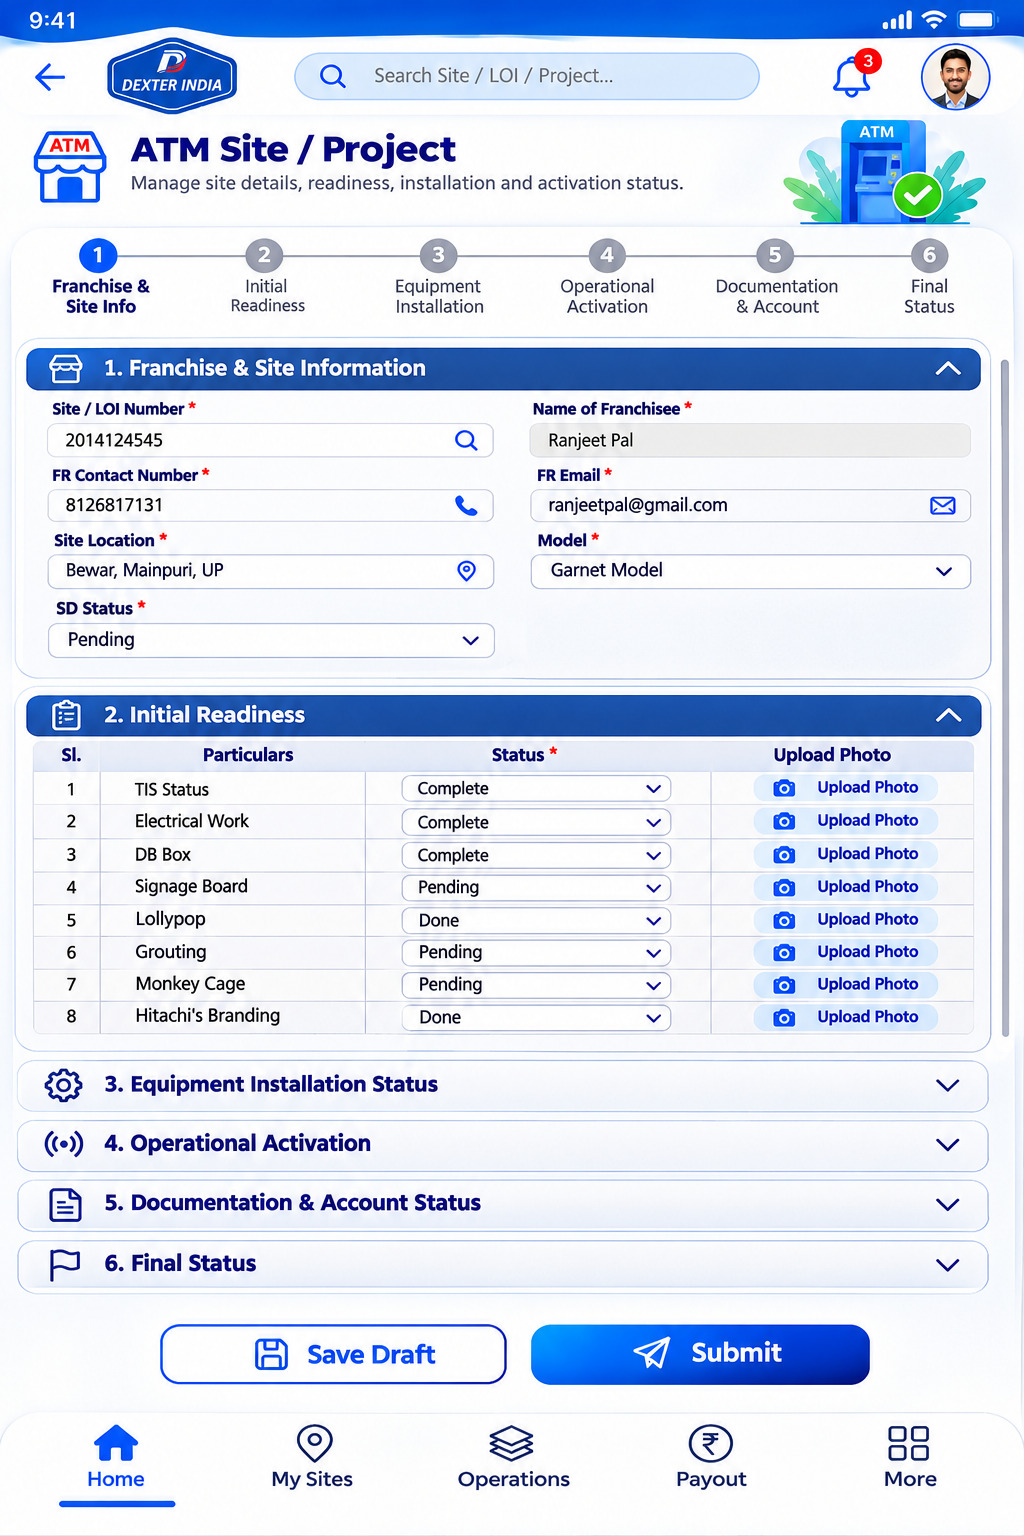 9:41
DEXTER INDIA
Search Site / LOI / Project...
3
ATM
ATM Site / Project
Manage site details, readiness, installation and activation status.
ATM
1 2 3 4 5 6
Franchise & Site Info
Initial Readiness
Equipment Installation
Operational Activation
Documentation & Account
Final Status
1. Franchise & Site Information
Site / LOI Number *
Name of Franchisee *
2014124545
Ranjeet Pal
FR Contact Number *
FR Email *
8126817131
ranjeetpal@gmail.com
Site Location *
Model *
Bewar, Mainpuri, UP
Garnet Model
SD Status *
Pending
2. Initial Readiness
Sl. Particulars Status * Upload Photo
1 TIS Status Complete Upload Photo
2 Electrical Work Complete Upload Photo
3 DB Box Complete Upload Photo
4 Signage Board Pending Upload Photo
5 Lollypop Done Upload Photo
6 Grouting Pending Upload Photo
7 Monkey Cage Pending Upload Photo
8 Hitachi's Branding Done Upload Photo
3. Equipment Installation Status
4. Operational Activation
5. Documentation & Account Status
6. Final Status
Save Draft
Submit
Home My Sites Operations Payout More